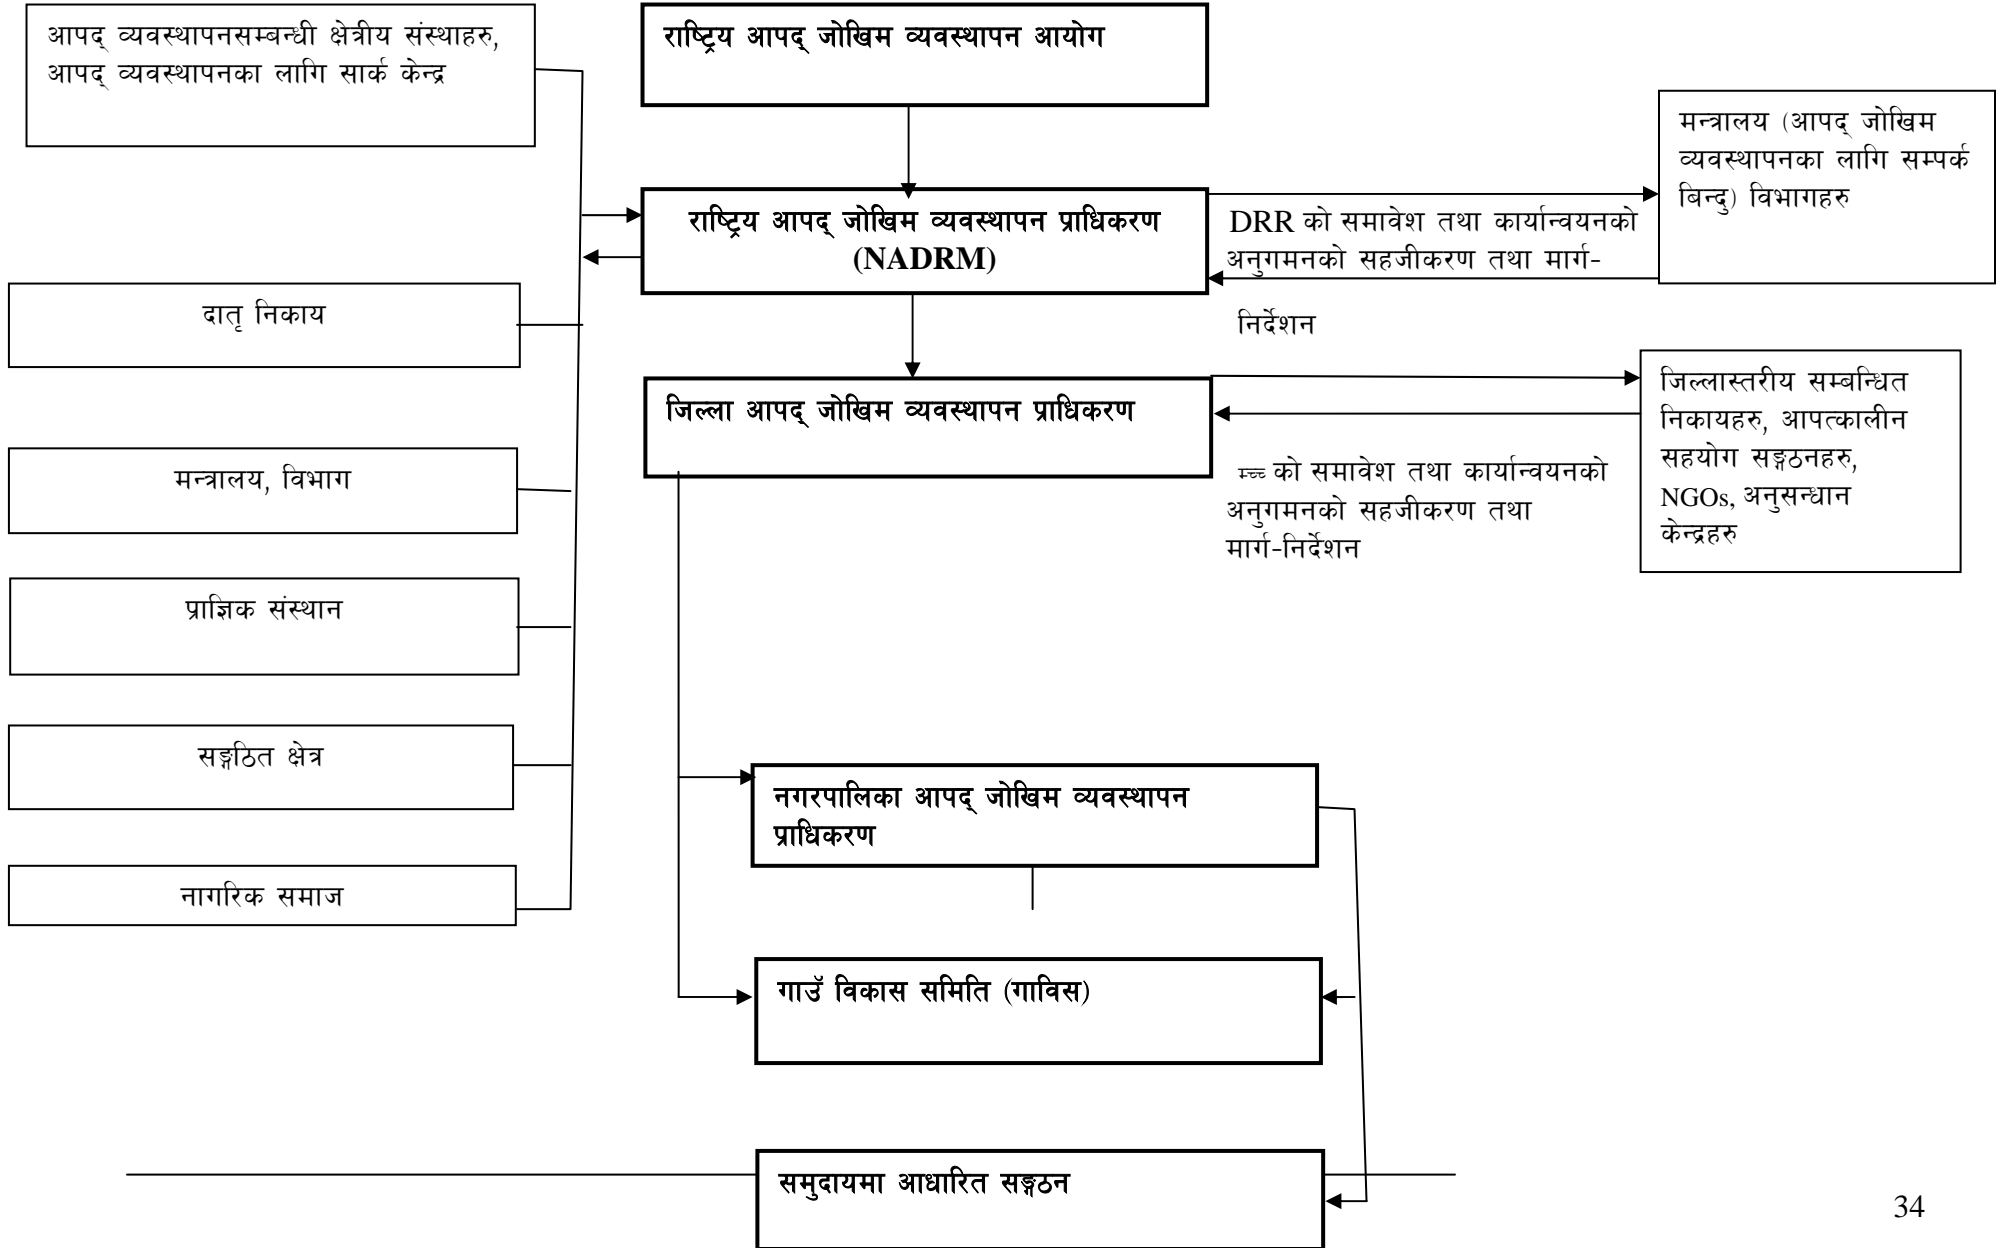 आपद् व्यवस्थापनसम्बन्धी क्षेत्रीय संस्थाहरु,
आपद् व्यवस्थापनका लागि सार्क केन्द्र
राष्ट्रिय आपद् जोखिम व्यवस्थापन आयोग
मन्त्रालय (आपद् जोखिम
व्यवस्थापनका लागि सम्पर्क
बिन्दु) विभागहरु
राष्ट्रिय आपद् जोखिम व्यवस्थापन प्राधिकरण
(NADRM)
DRR को समावेश तथा कार्यान्वयनको
अनुगमनको सहजीकरण तथा मार्ग-
निर्देशन
दातृ निकाय
जिल्ला आपद् जोखिम व्यवस्थापन प्राधिकरण
जिल्लास्तरीय सम्बन्धित
निकायहरु, आपत्कालीन
सहयोग सङ्गठनहरु,
NGOs, अनुसन्धान
केन्द्रहरु
को समावेश तथा कार्यान्वयनको
अनुगमनको सहजीकरण तथा
मार्ग-निर्देशन
मन्त्रालय, विभाग
प्राज्ञिक संस्थान
सङ्गठित क्षेत्र
नगरपालिका आपद् जोखिम व्यवस्थापन
प्राधिकरण
नागरिक समाज
गाउँ विकास समिति (गाविस)
समुदायमा आधारित सङ्गठन
34